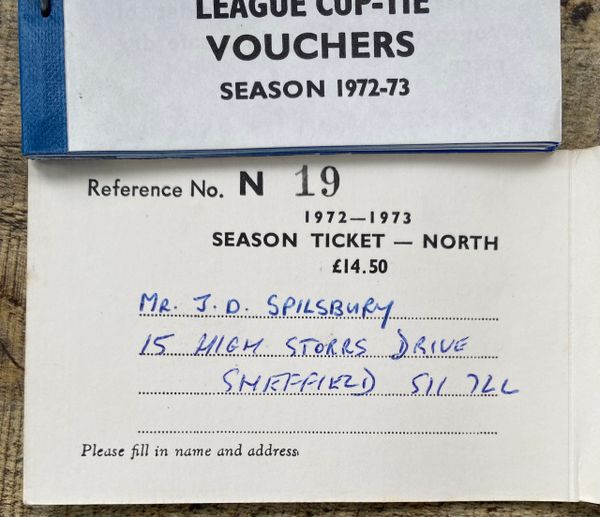 LEAGUE CUP-TIE
VOUCHERS
SEASON 1972-73
Reference No. N 19
1972—1973
SEASON TICKET — NORTH
£14.50
MR. J. D. SPILSBURY
15 HIGH STORRS DRIVE
SHEFFIELD S11 7LL
Please fill in name and address.